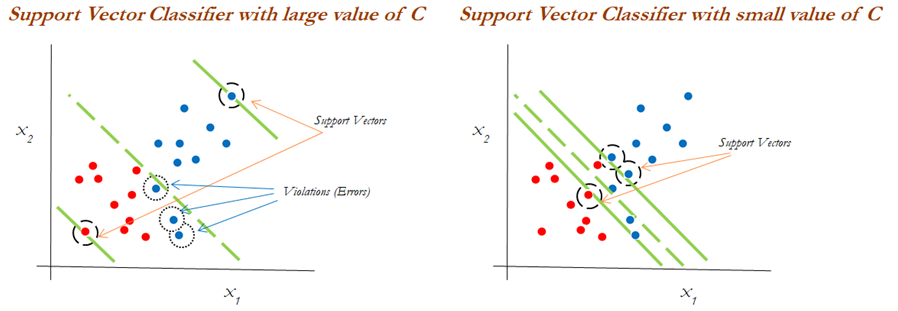 Support Vector Classifier with large value of C
X2
Support Vectors
Violations (Errors)
X1
Support Vector Classifier with small value of C
X2
Support Vectors
X1